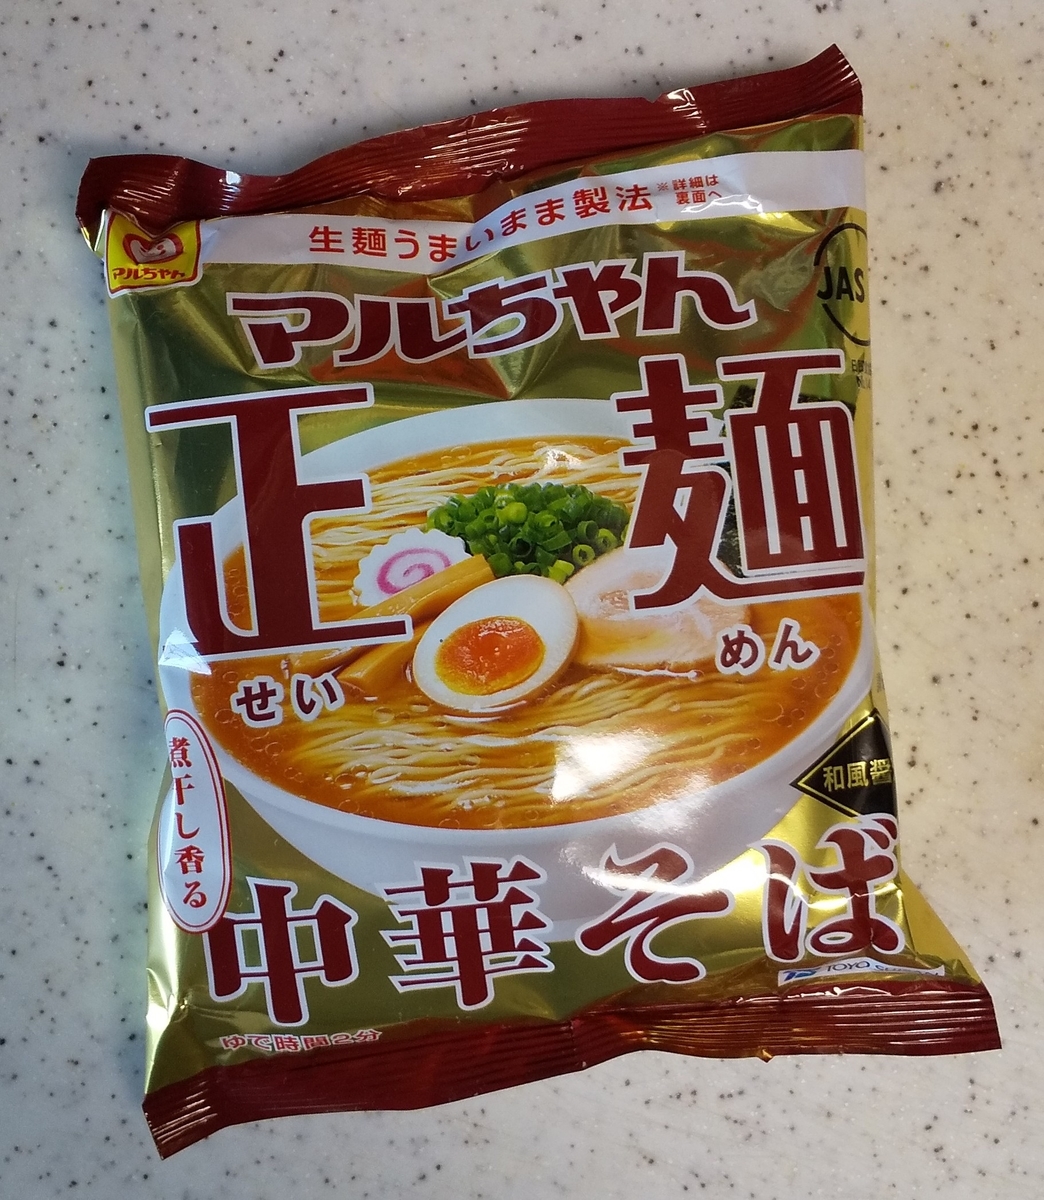 生麺うまいまま製法
※詳細は
裏面へ
マルちゃん
マルちゃん
JAS
正麺
せいめん
煮干し香る
和風醤
中華そば
TOYO
ゆで時間2分